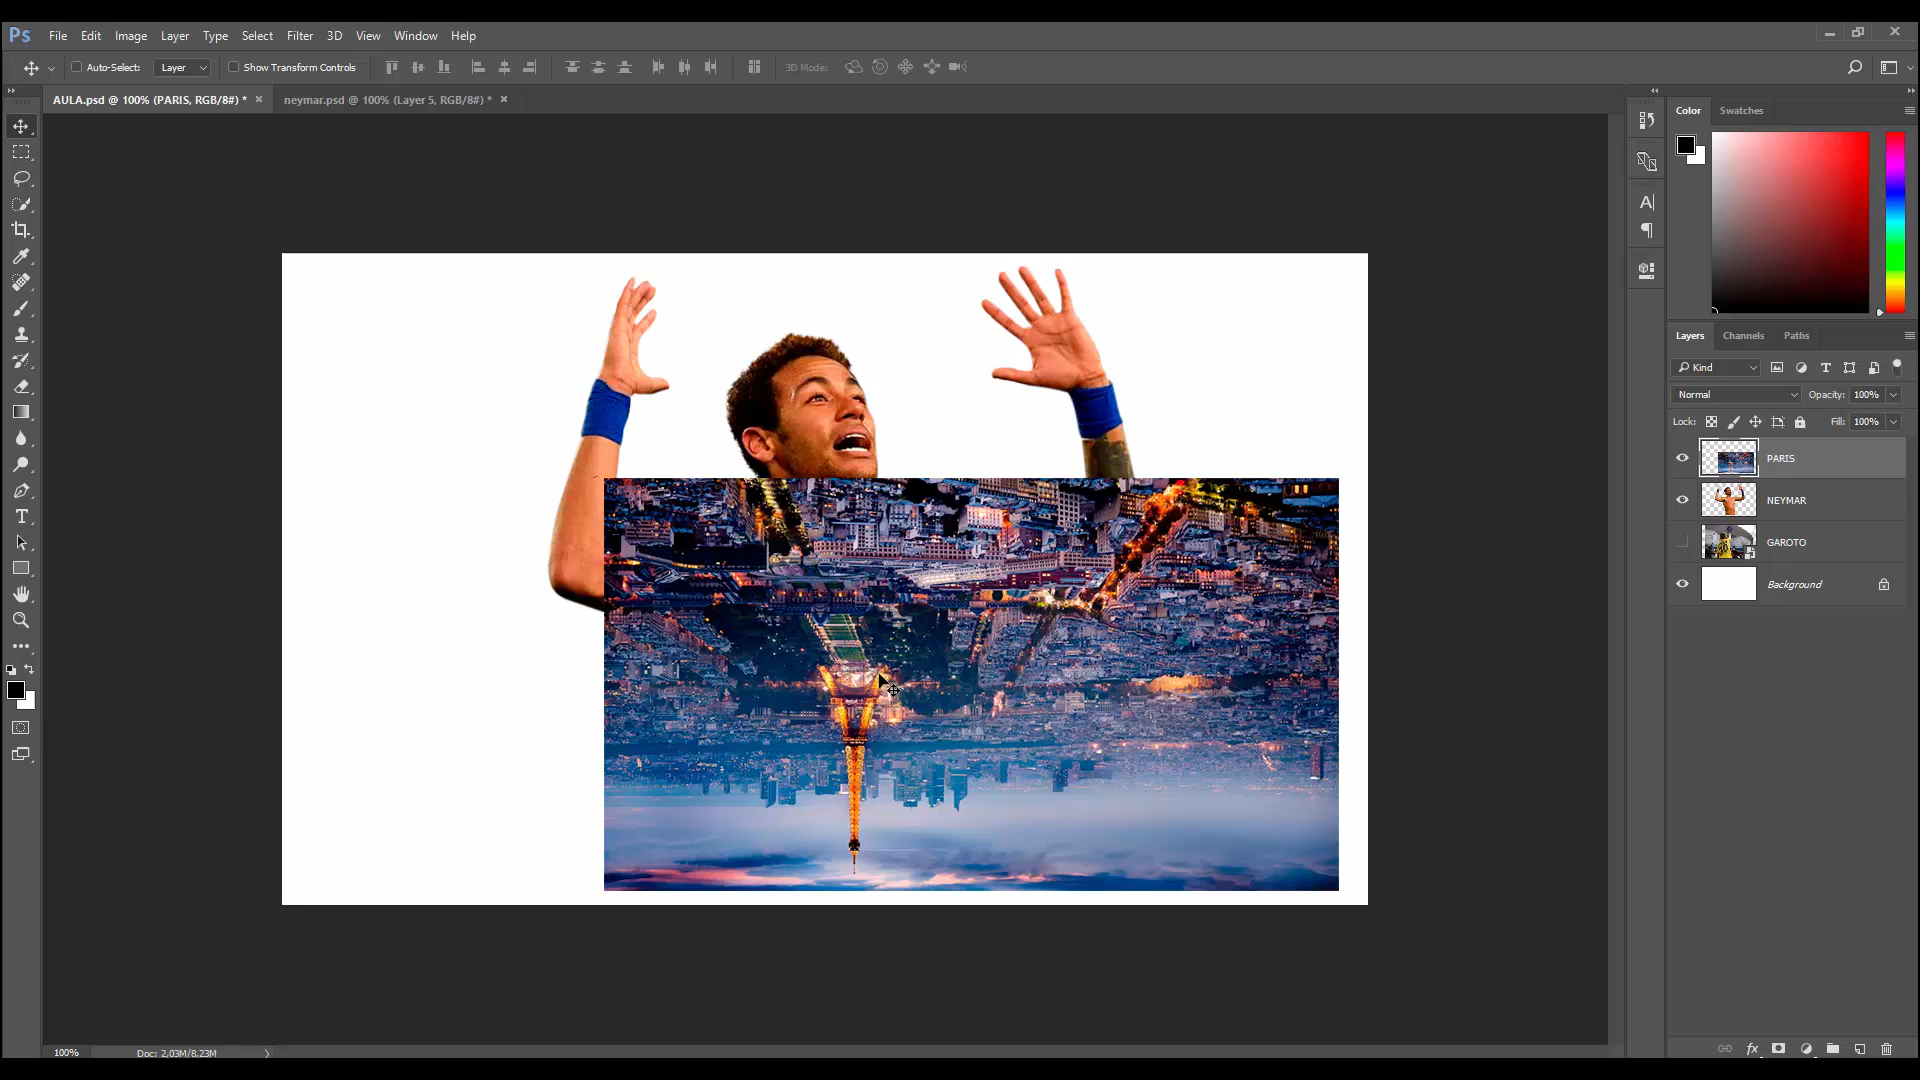 Ps File Edit Image Layer Type Select Filter 3D View Window Help
Auto-Select: Layer Show Transform Controls 3D Mode:
AULA.psd @ 100% (PARIS, RGB/8#) * × neymar.psd @ 100% (Layer 5, RGB/8#) * ×
Color Swatches
Layers Channels Paths
Kind
Normal Opacity: 100%
Lock: Fill: 100%
PARIS
NEYMAR
GAROTO
Background
fx
100% Doc: 2,03M/8,23M